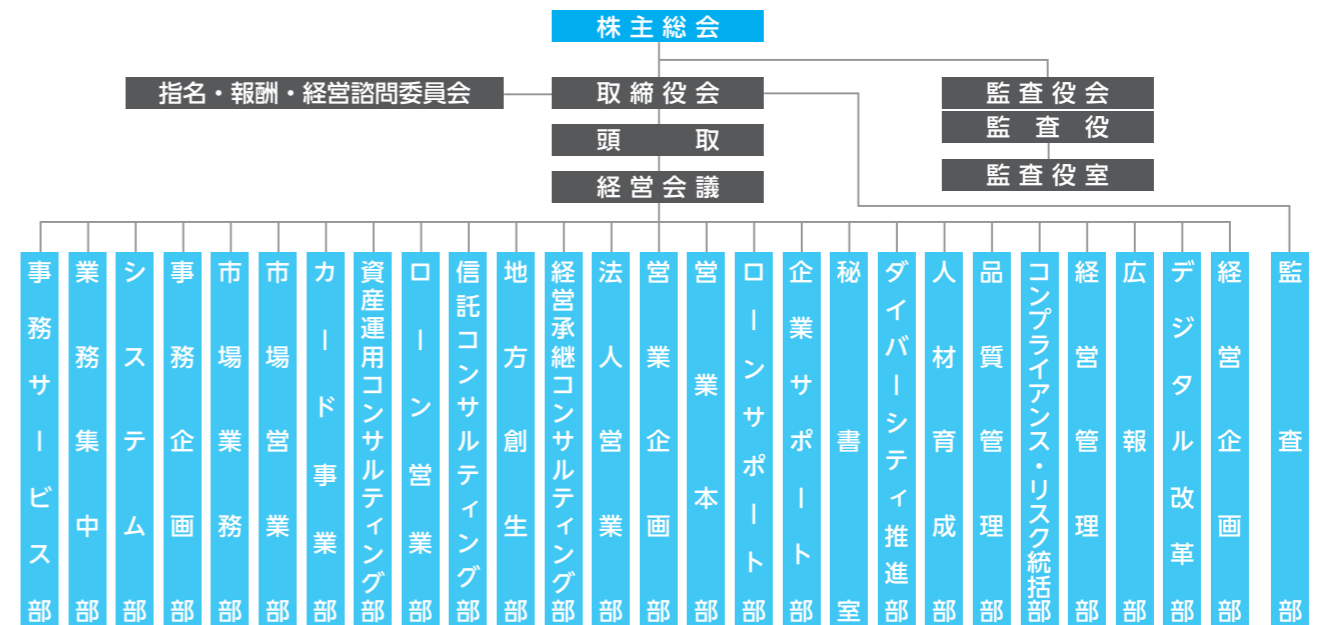 株主総会
指名・報酬・経営諮問委員会
取締役会
監査役会
頭取
監査役
経営会議
監査役室
事務サービス部
業務集中部
システム部
事務企画部
市場業務部
市場営業部
カード事業部
資産運用コンサルティング部
ローン営業部
信託コンサルティング部
地方創生部
経営承継コンサルティング部
法人営業部
営業企画部
営業本部
ローンサポート部
企業サポート部
秘書室
ダイバーシティ推進部
人材育成部
品質管理部
コンプライアンス・リスク統括部
経営管理部
広報部
デジタル改革部
経営企画部
監査部